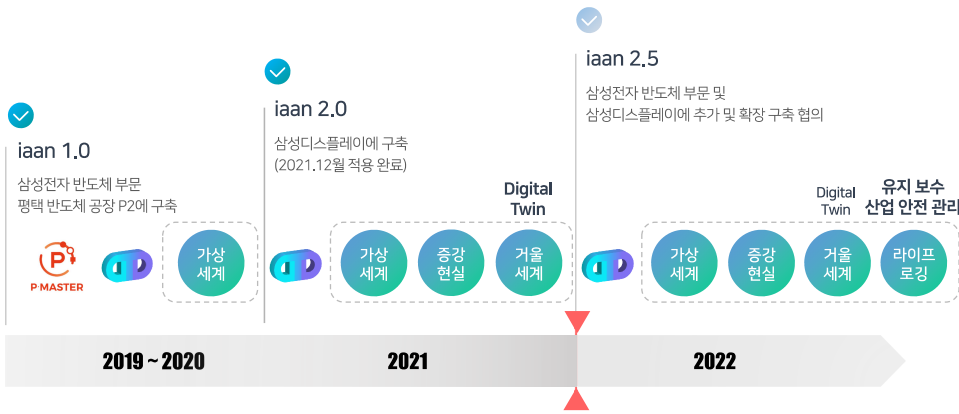 iaan 1.0
삼성전자 반도체 부문
평택 반도체 공장 P2에 구축
P
P·MASTER
가상
세계
iaan 2.0
삼성디스플레이에 구축
(2021.12월 적용 완료)
Digital
Twin
가상
세계
증강
현실
거울
세계
iaan 2.5
삼성전자 반도체 부문 및
삼성디스플레이에 추가 및 확장 구축 협의
Digital
Twin
유지 보수
산업 안전 관리
가상
세계
증강
현실
거울
세계
라이프
로깅
2019 ~ 2020
2021
2022